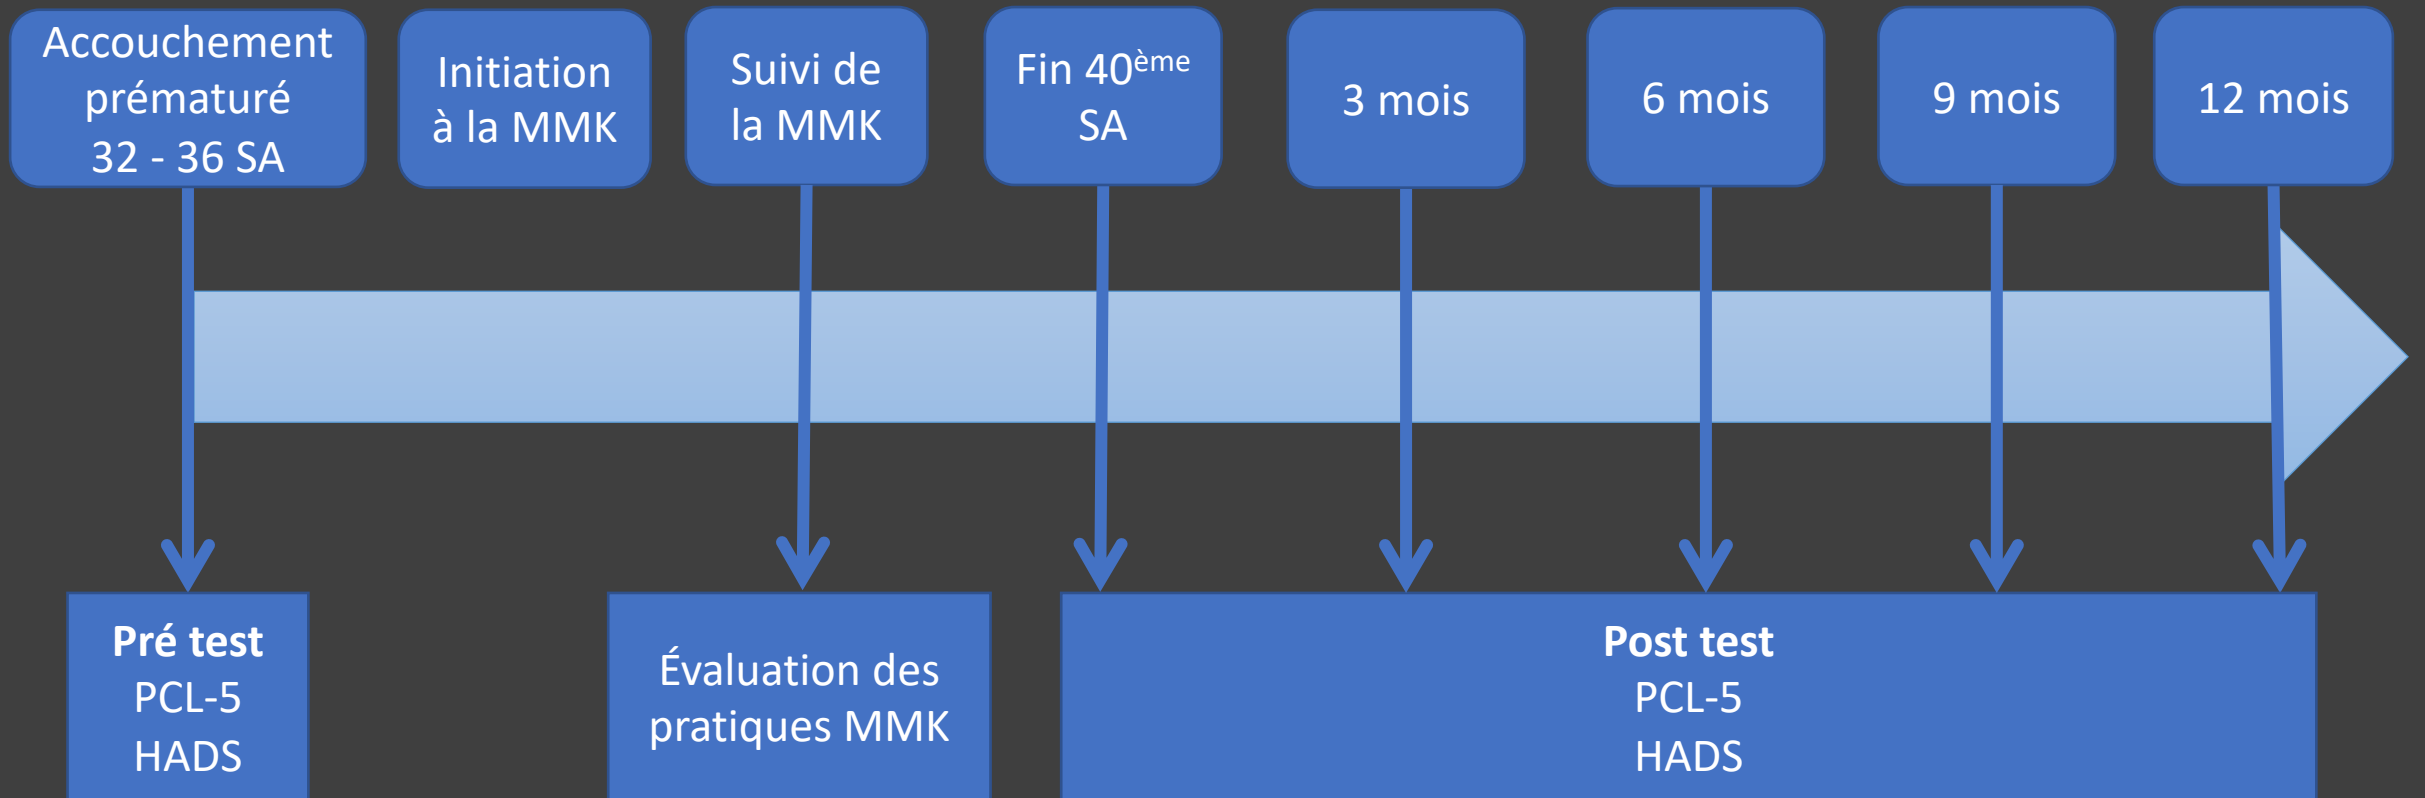 Accouchement
prématuré
32 - 36 SA
Initiation
à la MMK
Suivi de
la MMK
Fin 40ème
SA
3 mois
6 mois
9 mois
12 mois
Pré test
PCL-5
HADS
Évaluation des
pratiques MMK
Post test
PCL-5
HADS